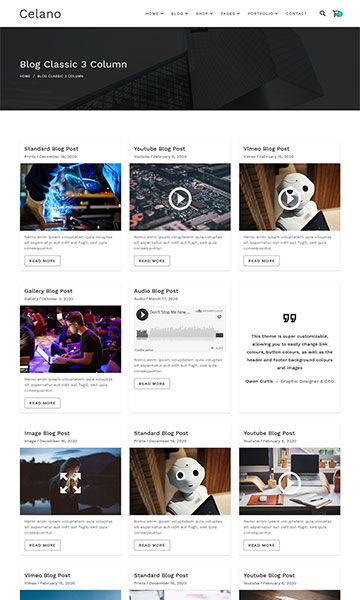 Celano
HOME BLOG SHOP PAGES PORTFOLIO CONTACT
Blog Classic 3 Column
HOME / BLOG CLASSIC 3 COLUMN
Standard Blog Post
Prints / December 16, 2020
Nemo enim ipsam voluptatem quia voluptas
sit aspernatur aut odit aut fugit, sed quia
consequuntur.
READ MORE
Youtube Blog Post
Youtube / February 6, 2020
Nemo enim ipsam voluptatem quia voluptas
sit aspernatur aut odit aut fugit, sed quia
consequuntur.
READ MORE
Vimeo Blog Post
Vimeo / February 15, 2020
Nemo enim ipsam voluptatem quia voluptas
sit aspernatur aut odit aut fugit, sed quia
consequuntur.
READ MORE
Gallery Blog Post
Gallery / October 3, 2020
Nemo enim ipsam voluptatem quia voluptas
sit aspernatur aut odit aut fugit, sed quia
consequuntur.
READ MORE
Audio Blog Post
Audio / March 11, 2020
Don't Stop Me Now ...
Cookie policy
Nemo enim ipsam voluptatem quia voluptas
sit aspernatur aut odit aut fugit, sed quia
consequuntur.
READ MORE
This theme is super customizable,
allowing you to easily change link
colours, button colours, as well as the
header and footer background colours
and images
Owen Curtis - Graphic Designer & CEO
Image Blog Post
Image / December 16, 2020
Nemo enim ipsam voluptatem quia voluptas
sit aspernatur aut odit aut fugit, sed quia
consequuntur.
READ MORE
Standard Blog Post
Prints / December 16, 2020
Nemo enim ipsam voluptatem quia voluptas
sit aspernatur aut odit aut fugit, sed quia
consequuntur.
READ MORE
Youtube Blog Post
Youtube / February 6, 2020
Nemo enim ipsam voluptatem quia voluptas
sit aspernatur aut odit aut fugit, sed quia
consequuntur.
READ MORE
Vimeo Blog Post
Vimeo / February 15, 2020
Standard Blog Post
Prints / December 16, 2020
Youtube Blog Post
Youtube / February 6, 2020